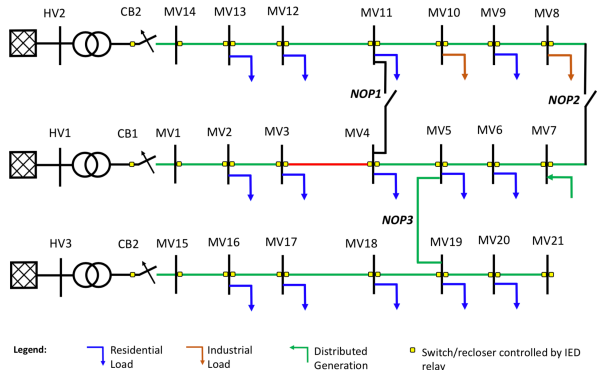 HV2 CB2 MV14 MV13 MV12 MV11 MV10 MV9 MV8
NOP1 NOP2
HV1 CB1 MV1 MV2 MV3 MV4 MV5 MV6 MV7
NOP3
HV3 CB2 MV15 MV16 MV17 MV18 MV19 MV20 MV21
Legend: Residential Load Industrial Load Distributed Generation Switch/recloser controlled by IED relay